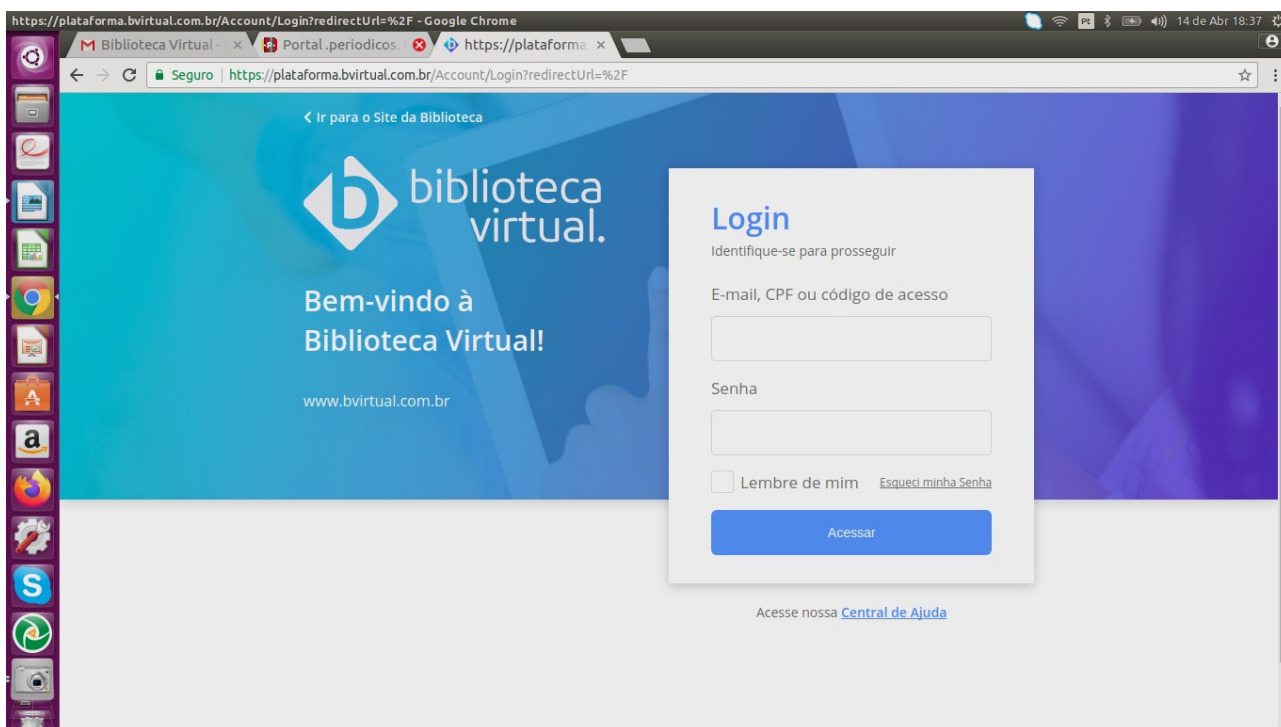 https://plataforma.bvirtual.com.br/Account/Login?redirectUrl=%2F - Google Chrome
Pt
14 de Abr 18:37
Biblioteca Virtual -
Portal .periodicos.
https://plataforma
Seguro | https://plataforma.bvirtual.com.br/Account/Login?redirectUrl=%2F
Ir para o Site da Biblioteca
b
biblioteca
virtual.
Bem-vindo à
Biblioteca Virtual!
www.bvirtual.com.br
Login
Identifique-se para prosseguir
E-mail, CPF ou código de acesso
Senha
Lembre de mim
Esqueci minha Senha
Acessar
Acesse nossa Central de Ajuda